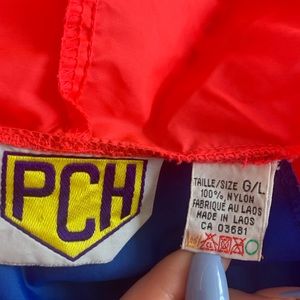 PCH
TAILLE/SIZE G/L
100% NYLON
FABRIQUÉ AU LAOS
MADE IN LAOS
CA 03681